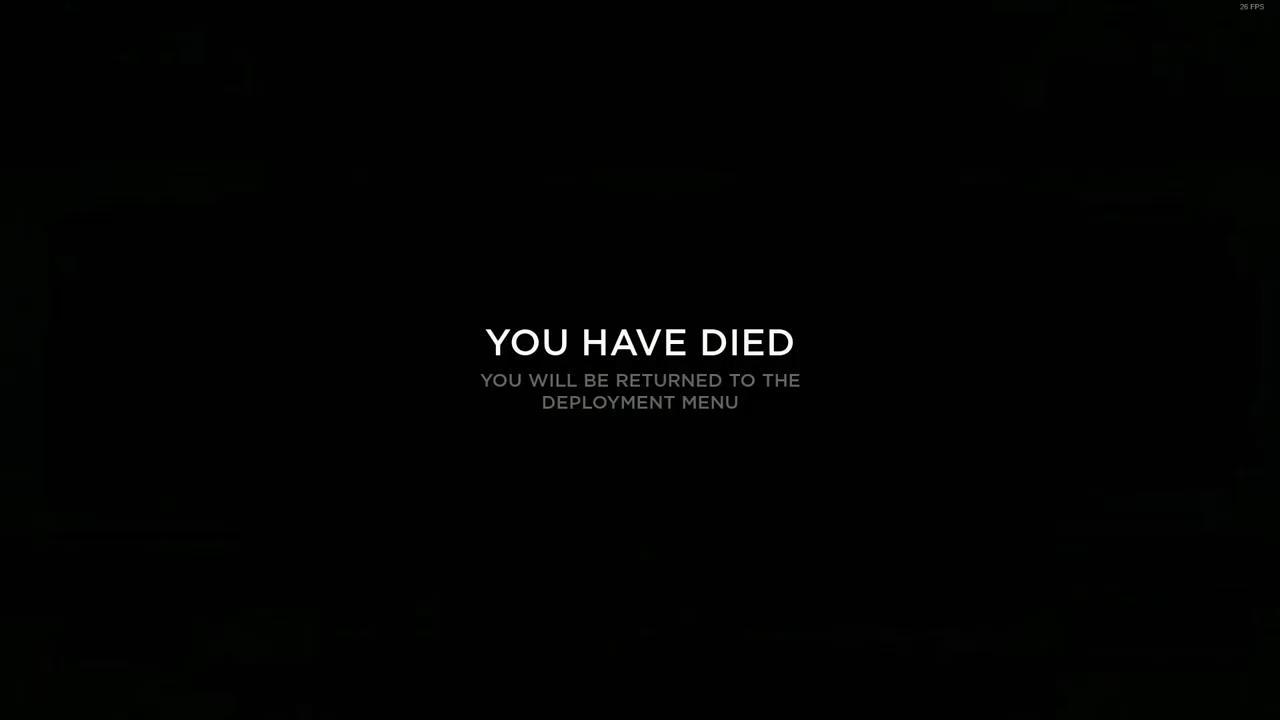 26 FPS
YOU HAVE DIED
YOU WILL BE RETURNED TO THE
DEPLOYMENT MENU